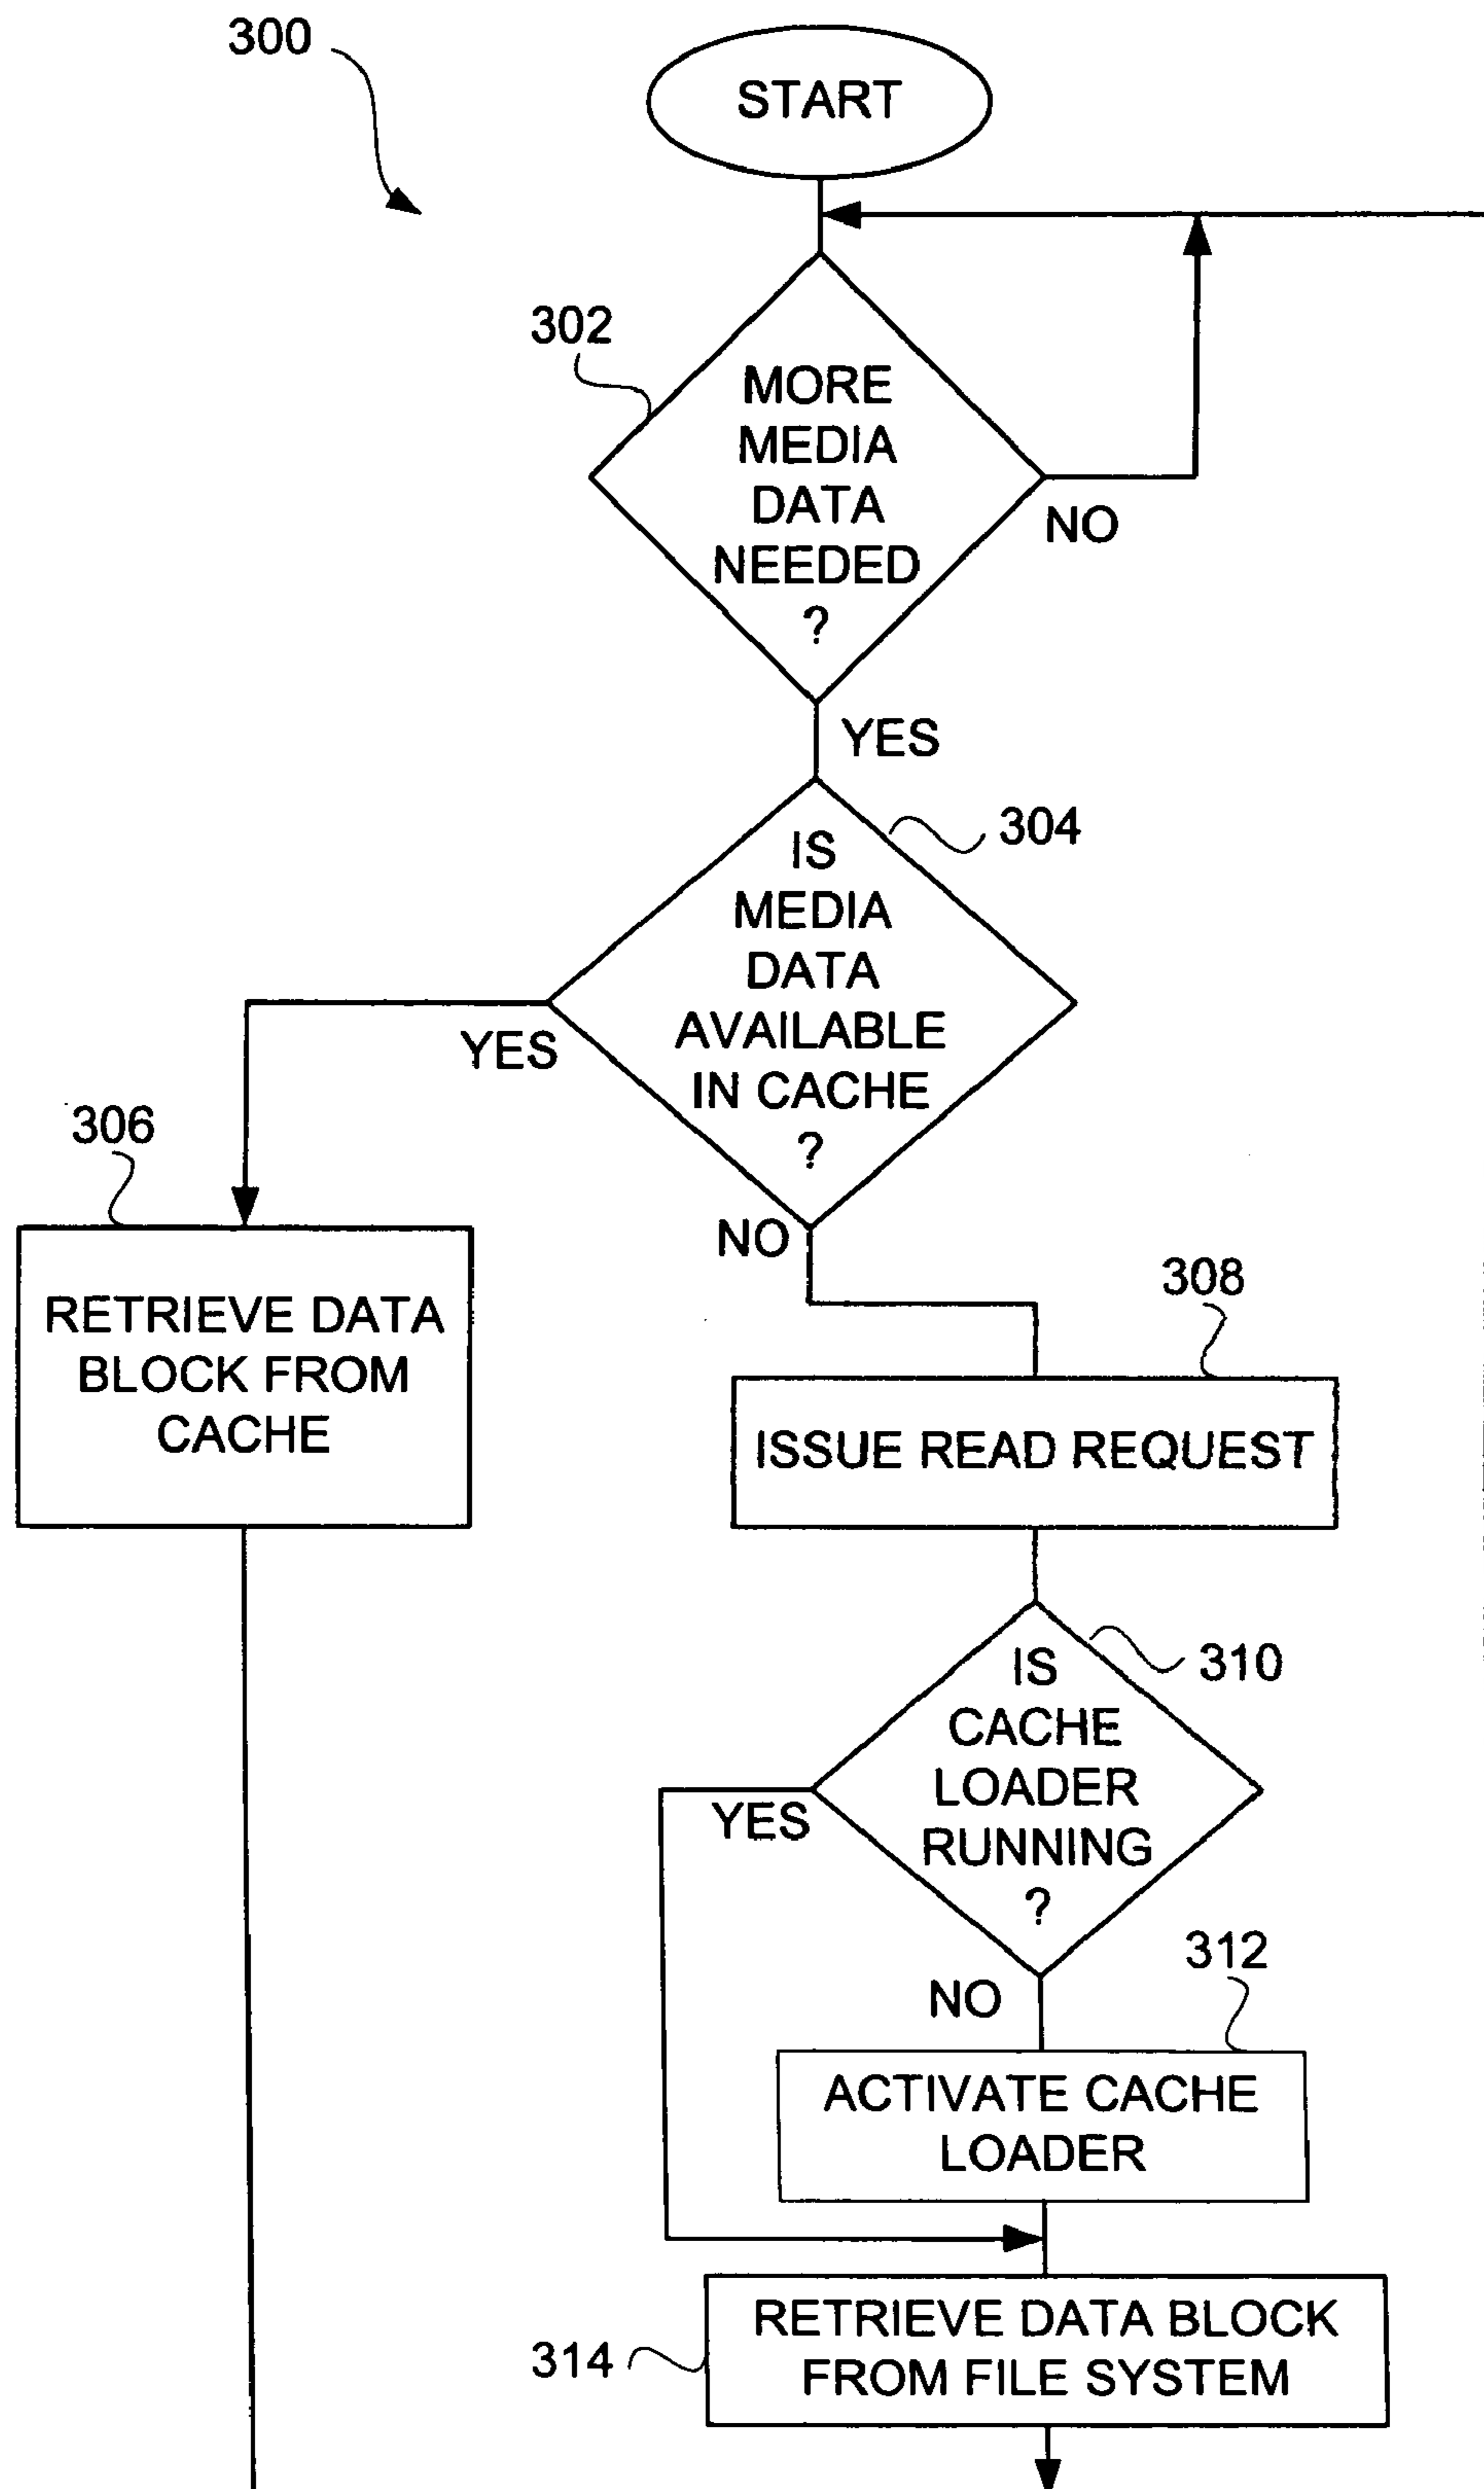 300
START
302
MORE
MEDIA
DATA
NEEDED
?
NO
YES
304
IS
MEDIA
DATA
AVAILABLE
IN CACHE
?
YES
NO
306
RETRIEVE DATA
BLOCK FROM
CACHE
308
ISSUE READ REQUEST
310
IS
CACHE
LOADER
RUNNING
?
YES
NO
312
ACTIVATE CACHE
LOADER
314
RETRIEVE DATA BLOCK
FROM FILE SYSTEM